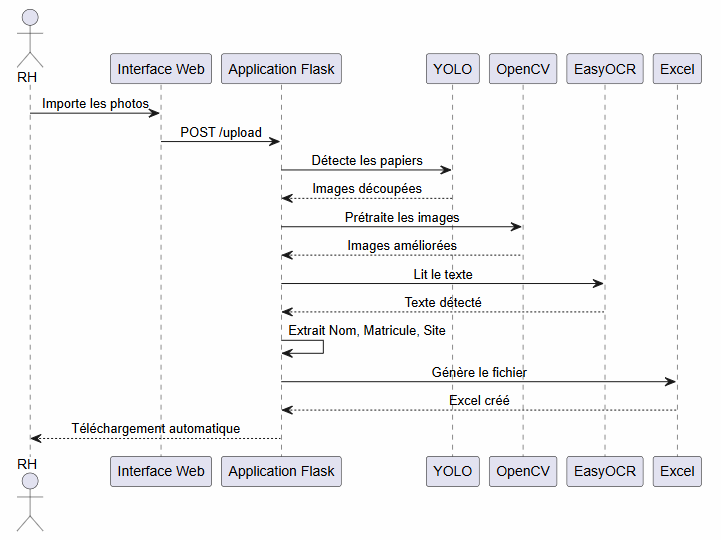 RH
Interface Web
Application Flask
YOLO
OpenCV
EasyOCR
Excel
Importe les photos
POST /upload
Détecte les papiers
Images découpées
Prétraite les images
Images améliorées
Lit le texte
Texte détecté
Extrait Nom, Matricule, Site
Génère le fichier
Excel créé
Téléchargement automatique
RH
Interface Web
Application Flask
YOLO
OpenCV
EasyOCR
Excel